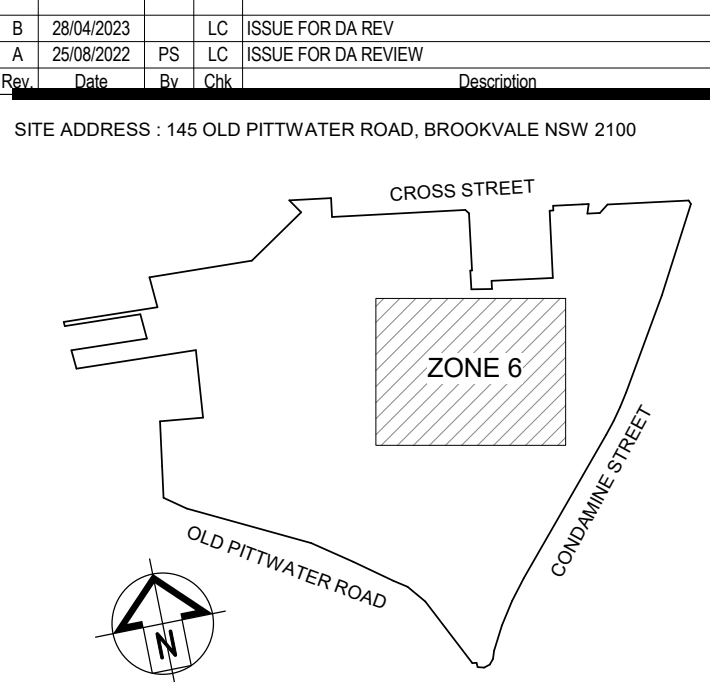 B 28/04/2023 LC ISSUE FOR DA REV
A 25/08/2022 PS LC ISSUE FOR DA REVIEW
Rev. Date By Chk Description
SITE ADDRESS : 145 OLD PITTWATER ROAD, BROOKVALE NSW 2100
CROSS STREET
ZONE 6
CONDAMINE STREET
OLD PITTWATER ROAD
N